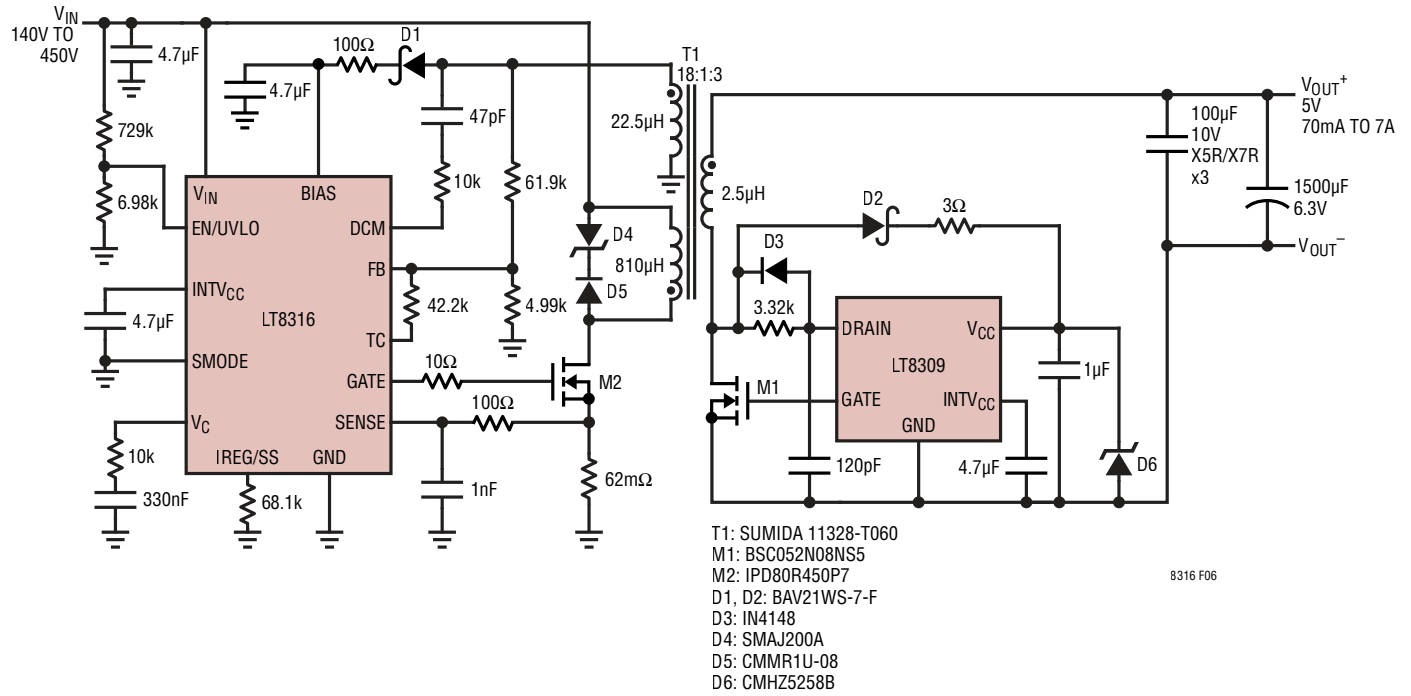 VIN
140V TO
450V
4.7µF
100Ω
D1
4.7µF
47pF
T1
18:1:3
22.5µH
729k
6.98k
10k
61.9k
2.5µH
VOUT+
5V
70mA TO 7A
100µF
10V
X5R/X7R
x3
1500µF
6.3V
VOUT–
VIN
BIAS
EN/UVLO
DCM
FB
INTVCC
LT8316
TC
SMODE
GATE
SENSE
VC
IREG/SS
GND
4.7µF
42.2k
4.99k
D4
810µH
D5
10Ω
M2
100Ω
10k
330nF
68.1k
1nF
62mΩ
D2
3Ω
D3
3.32k
DRAIN
VCC
LT8309
GATE
INTVCC
GND
M1
1µF
120pF
4.7µF
D6
T1: SUMIDA 11328-T060
M1: BSC052N08NS5
M2: IPD80R450P7
D1, D2: BAV21WS-7-F
D3: IN4148
D4: SMAJ200A
D5: CMMR1U-08
D6: CMHZ5258B
8316 F06